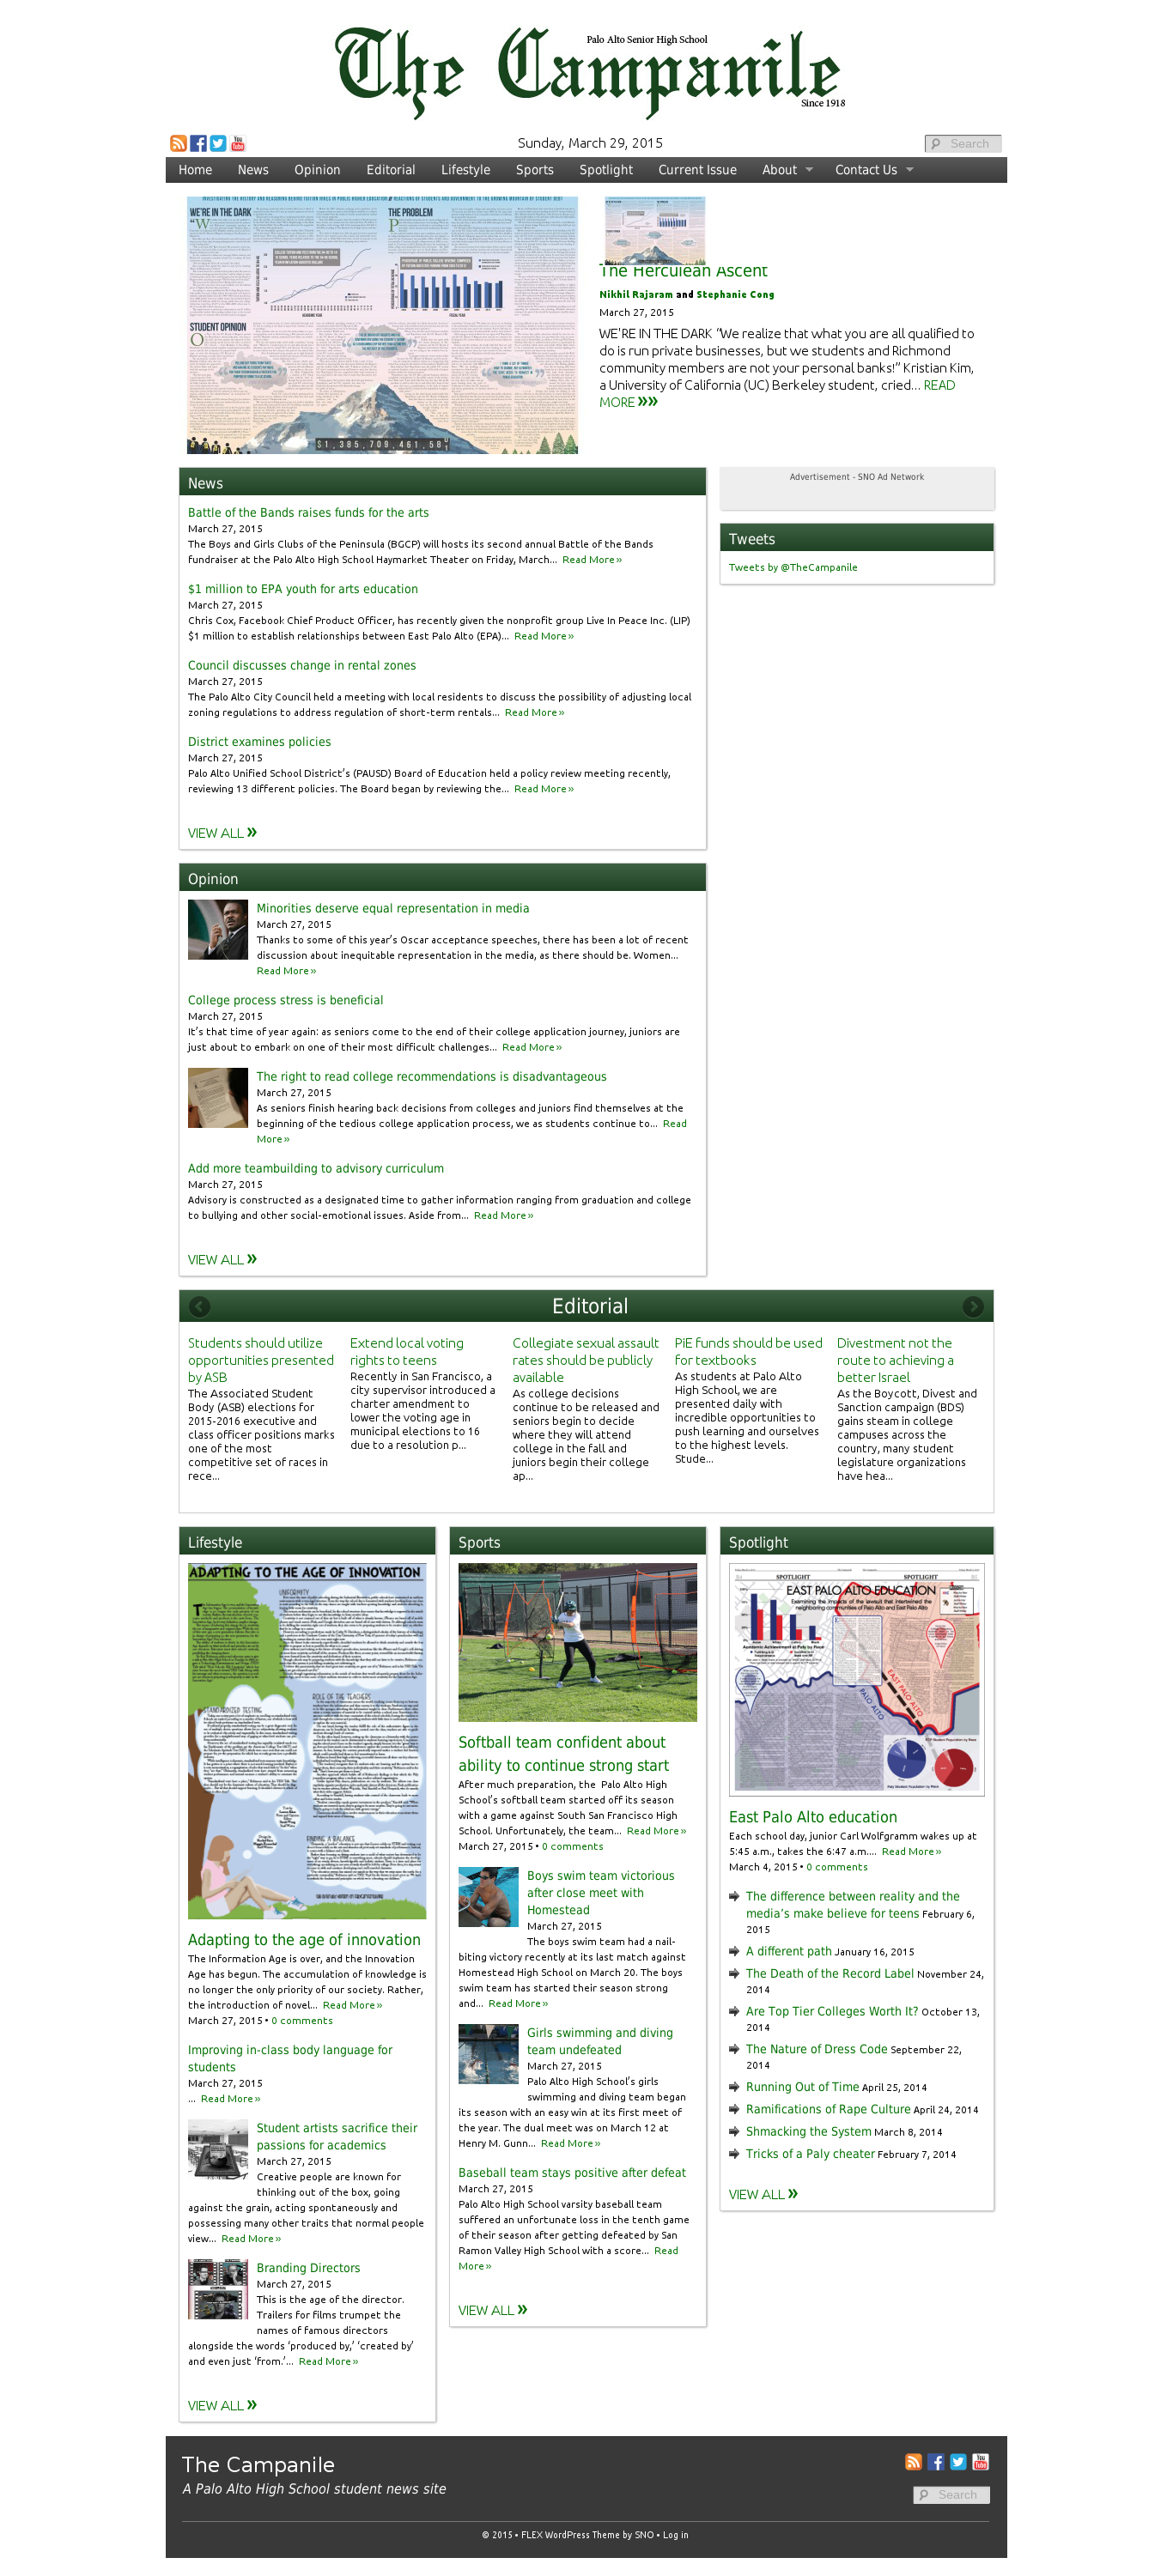 The Campanile
Palo Alto Senior High School
Since 1918
Sunday, March 29, 2015
Search
Home News Opinion Editorial Lifestyle Sports Spotlight Current Issue About Contact Us
WE'RE IN THE DARK
THE PROBLEM
STUDENT OPINION
The Herculean Ascent
Nikhil Rajaram and Stephanie Cong
March 27, 2015
WE'RE IN THE DARK “We realize that what you are all qualified to
do is run private businesses, but we students and Richmond
community members are not your personal banks!” Kristian Kim,
a University of California (UC) Berkeley student, cried... READ
MORE »»
News
Battle of the Bands raises funds for the arts
March 27, 2015
The Boys and Girls Clubs of the Peninsula (BGCP) will hosts its second annual Battle of the Bands
fundraiser at the Palo Alto High School Haymarket Theater on Friday, March... Read More »
$1 million to EPA youth for arts education
March 27, 2015
Chris Cox, Facebook Chief Product Officer, has recently given the nonprofit group Live In Peace Inc. (LIP)
$1 million to establish relationships between East Palo Alto (EPA)... Read More »
Council discusses change in rental zones
March 27, 2015
The Palo Alto City Council held a meeting with local residents to discuss the possibility of adjusting local
zoning regulations to address regulation of short-term rentals... Read More »
District examines policies
March 27, 2015
Palo Alto Unified School District’s (PAUSD) Board of Education held a policy review meeting recently,
reviewing 13 different policies. The Board began by reviewing the... Read More »
VIEW ALL »
Advertisement - SNO Ad Network
Tweets
Tweets by @TheCampanile
Opinion
Minorities deserve equal representation in media
March 27, 2015
Thanks to some of this year’s Oscar acceptance speeches, there has been a lot of recent
discussion about inequitable representation in the media, as there should be. Women...
Read More »
College process stress is beneficial
March 27, 2015
It’s that time of year again: as seniors come to the end of their college application journey, juniors are
just about to embark on one of their most difficult challenges... Read More »
The right to read college recommendations is disadvantageous
March 27, 2015
As seniors finish hearing back decisions from colleges and juniors find themselves at the
beginning of the tedious college application process, we as students continue to... Read
More »
Add more teambuilding to advisory curriculum
March 27, 2015
Advisory is constructed as a designated time to gather information ranging from graduation and college
to bullying and other social-emotional issues. Aside from... Read More »
VIEW ALL »
Editorial
Students should utilize
opportunities presented
by ASB
The Associated Student
Body (ASB) elections for
2015-2016 executive and
class officer positions marks
one of the most
competitive set of races in
rece...
Extend local voting
rights to teens
Recently in San Francisco, a
city supervisor introduced a
charter amendment to
lower the voting age in
municipal elections to 16
due to a resolution p...
Collegiate sexual assault
rates should be publicly
available
As college decisions
continue to be released and
seniors begin to decide
where they will attend
college in the fall and
juniors begin their college
ap...
PiE funds should be used
for textbooks
As students at Palo Alto
High School, we are
presented daily with
incredible opportunities to
push learning and ourselves
to the highest levels.
Stude...
Divestment not the
route to achieving a
better Israel
As the Boycott, Divest and
Sanction campaign (BDS)
gains steam in college
campuses across the
country, many student
legislature organizations
have hea...
Lifestyle
ADAPTING TO THE AGE OF INNOVATION
UNIFORMITY
ROLE OF THE TEACHERS
STANDARDIZED TESTING
FINDING A BALANCE
Adapting to the age of innovation
The Information Age is over, and the Innovation
Age has begun. The accumulation of knowledge is
no longer the only priority of our society. Rather,
the introduction of novel... Read More »
March 27, 2015 • 0 comments
Improving in-class body language for
students
March 27, 2015
... Read More »
Student artists sacrifice their
passions for academics
March 27, 2015
Creative people are known for
thinking out of the box, going
against the grain, acting spontaneously and
possessing many other traits that normal people
view... Read More »
Branding Directors
March 27, 2015
This is the age of the director.
Trailers for films trumpet the
names of famous directors
alongside the words ‘produced by,’ ‘created by’
and even just ‘from.’... Read More »
VIEW ALL »
Sports
Softball team confident about
ability to continue strong start
After much preparation, the Palo Alto High
School’s softball team started off its season
with a game against South San Francisco High
School. Unfortunately, the team... Read More »
March 27, 2015 • 0 comments
Boys swim team victorious
after close meet with
Homestead
March 27, 2015
The boys swim team had a nail-
biting victory recently at its last match against
Homestead High School on March 20. The boys
swim team has started their season strong
and... Read More »
Girls swimming and diving
team undefeated
March 27, 2015
Palo Alto High School’s girls
swimming and diving team began
its season with an easy win at its first meet of
the year. The dual meet was on March 12 at
Henry M. Gunn... Read More »
Baseball team stays positive after defeat
March 27, 2015
Palo Alto High School varsity baseball team
suffered an unfortunate loss in the tenth game
of their season after getting defeated by San
Ramon Valley High School with a score... Read
More »
VIEW ALL »
Spotlight
SPOTLIGHT SPOTLIGHT
EAST PALO ALTO EDUCATION
PALO ALTO
EAST PALO ALTO
East Palo Alto education
Each school day, junior Carl Wolfgramm wakes up at
5:45 a.m., takes the 6:47 a.m.... Read More »
March 4, 2015 • 0 comments
The difference between reality and the
media’s make believe for teens February 6,
2015
A different path January 16, 2015
The Death of the Record Label November 24,
2014
Are Top Tier Colleges Worth It? October 13,
2014
The Nature of Dress Code September 22,
2014
Running Out of Time April 25, 2014
Ramifications of Rape Culture April 24, 2014
Shmacking the System March 8, 2014
Tricks of a Paly cheater February 7, 2014
VIEW ALL »
The Campanile
A Palo Alto High School student news site
Search
© 2015 • FLEX WordPress Theme by SNO • Log in